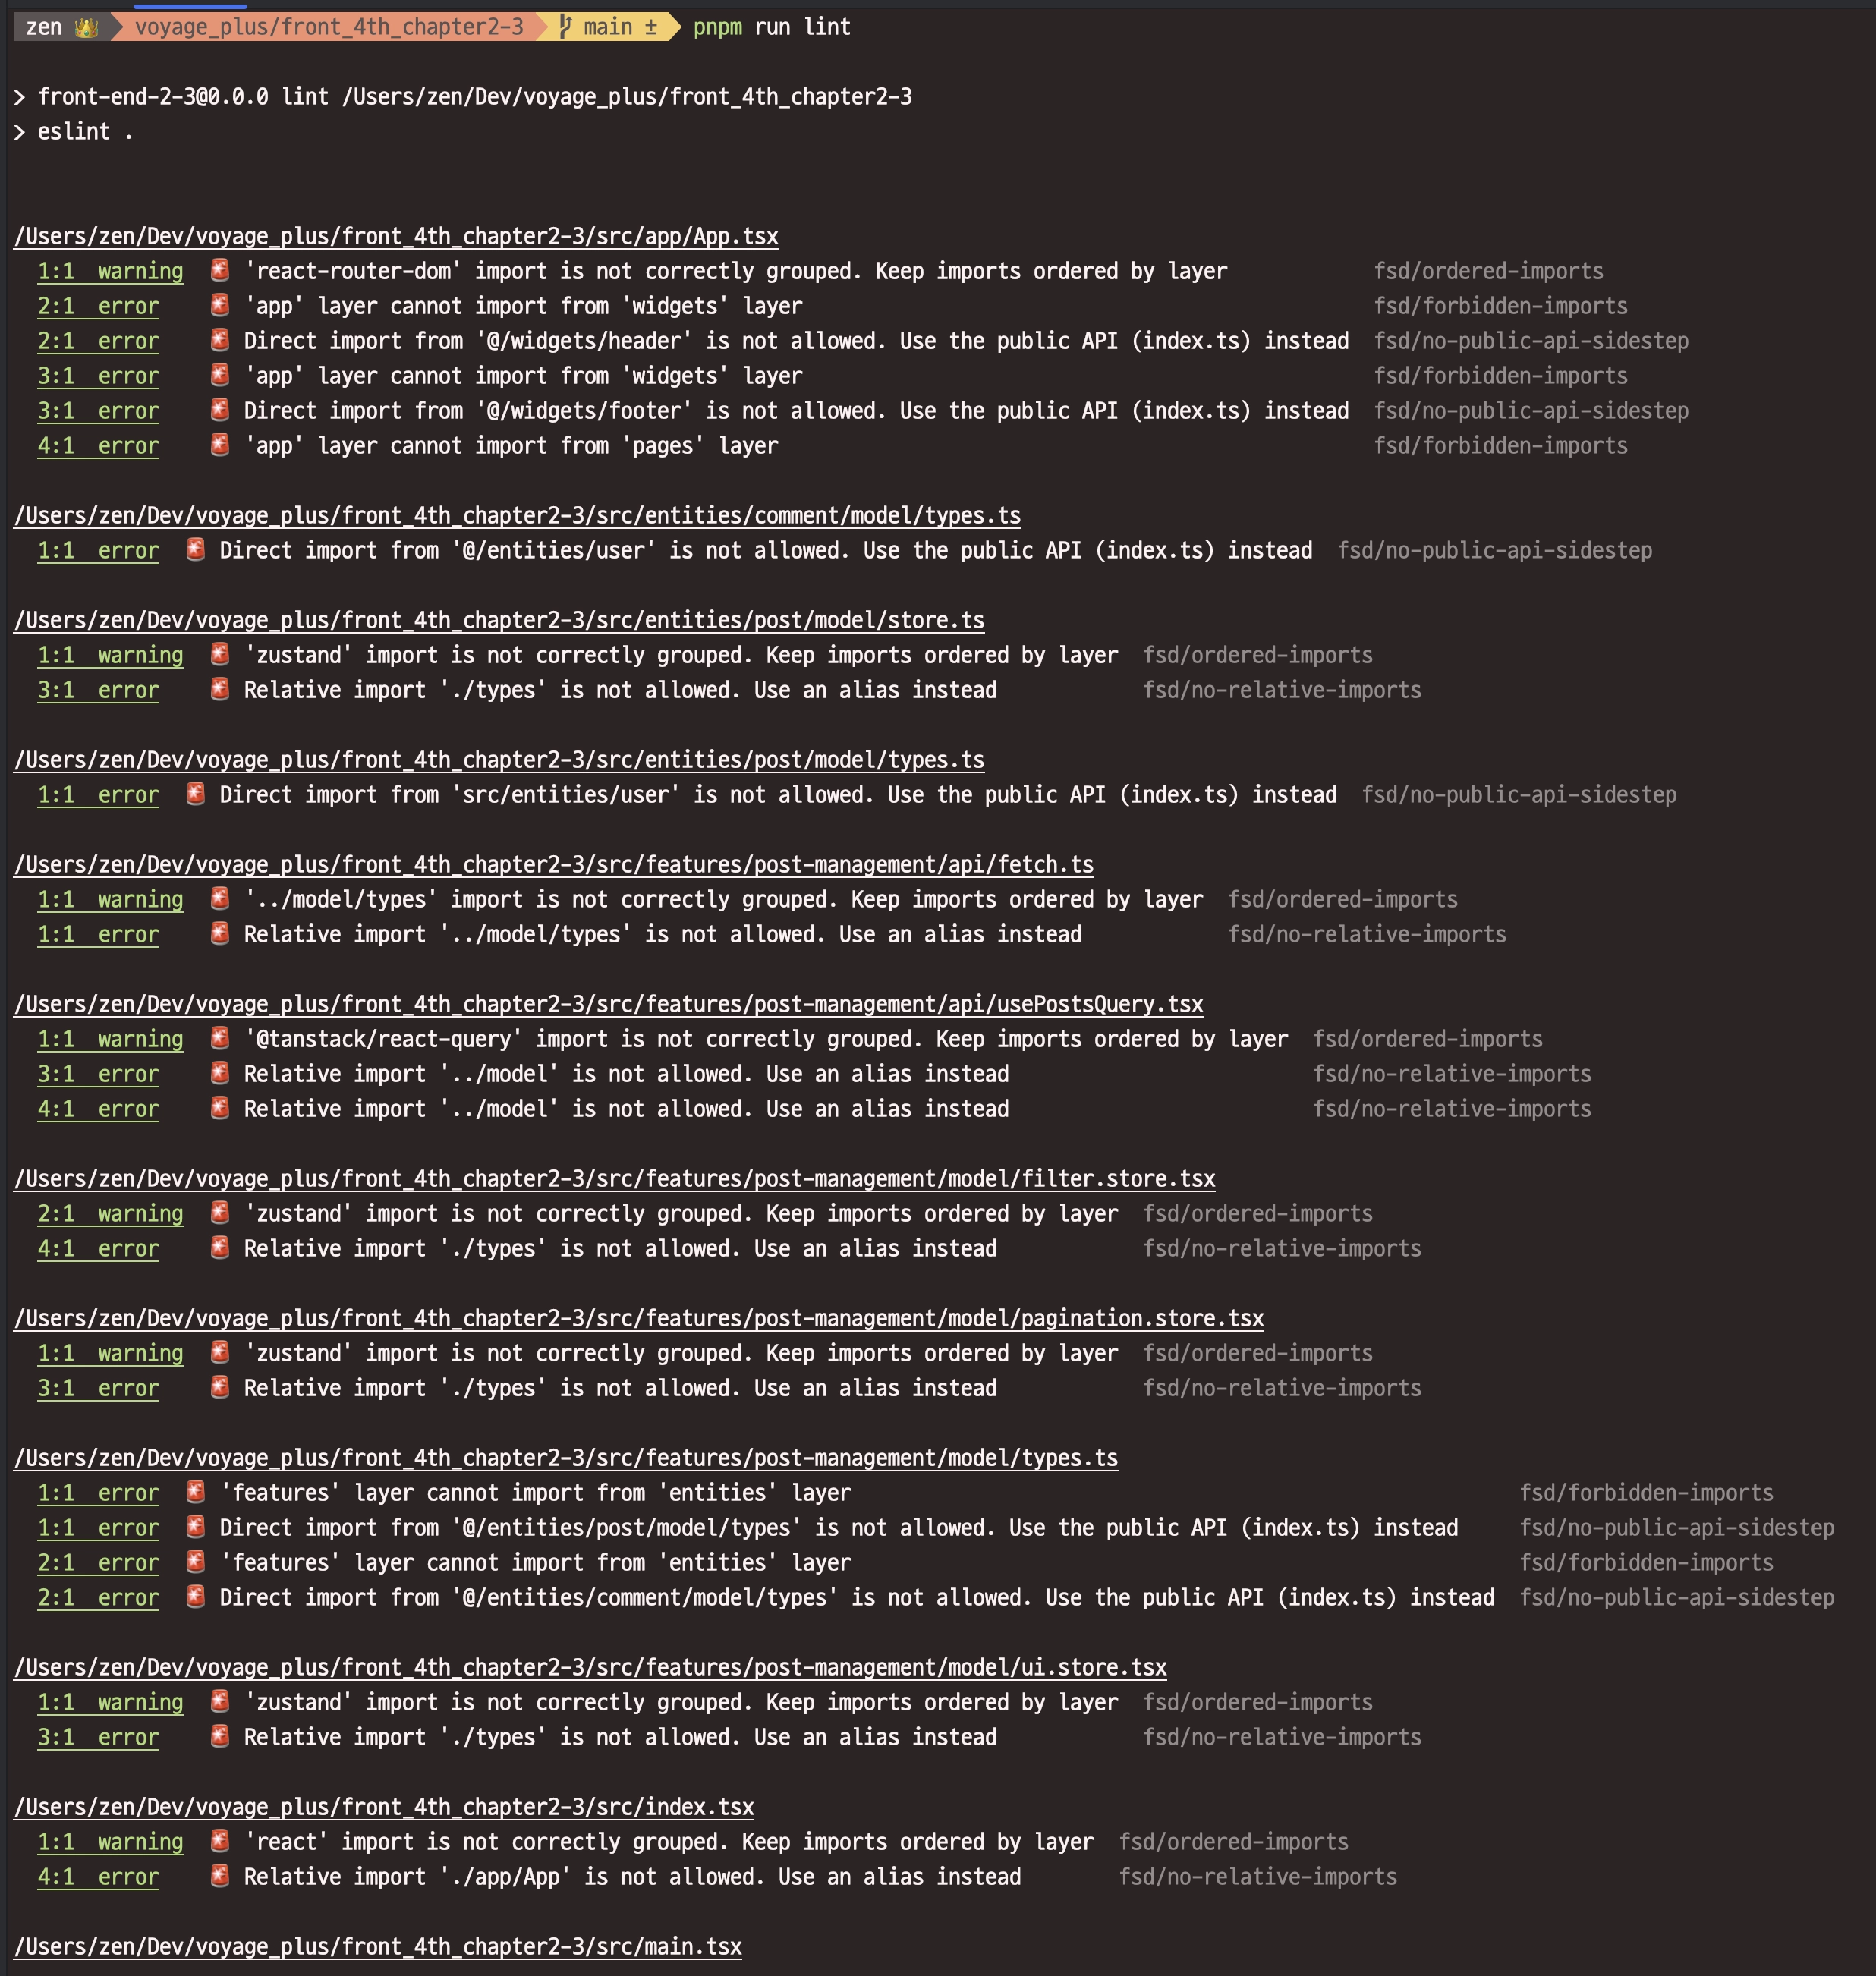 zen 👑 voyage_plus/front_4th_chapter2-3 main ± pnpm run lint
> front-end-2-3@0.0.0 lint /Users/zen/Dev/voyage_plus/front_4th_chapter2-3
> eslint .
/Users/zen/Dev/voyage_plus/front_4th_chapter2-3/src/app/App.tsx
1:1 warning 🚨 'react-router-dom' import is not correctly grouped. Keep imports ordered by layer fsd/ordered-imports
2:1 error 🚨 'app' layer cannot import from 'widgets' layer fsd/forbidden-imports
2:1 error 🚨 Direct import from '@/widgets/header' is not allowed. Use the public API (index.ts) instead fsd/no-public-api-sidestep
3:1 error 🚨 'app' layer cannot import from 'widgets' layer fsd/forbidden-imports
3:1 error 🚨 Direct import from '@/widgets/footer' is not allowed. Use the public API (index.ts) instead fsd/no-public-api-sidestep
4:1 error 🚨 'app' layer cannot import from 'pages' layer fsd/forbidden-imports
/Users/zen/Dev/voyage_plus/front_4th_chapter2-3/src/entities/comment/model/types.ts
1:1 error 🚨 Direct import from '@/entities/user' is not allowed. Use the public API (index.ts) instead fsd/no-public-api-sidestep
/Users/zen/Dev/voyage_plus/front_4th_chapter2-3/src/entities/post/model/store.ts
1:1 warning 🚨 'zustand' import is not correctly grouped. Keep imports ordered by layer fsd/ordered-imports
3:1 error 🚨 Relative import './types' is not allowed. Use an alias instead fsd/no-relative-imports
/Users/zen/Dev/voyage_plus/front_4th_chapter2-3/src/entities/post/model/types.ts
1:1 error 🚨 Direct import from 'src/entities/user' is not allowed. Use the public API (index.ts) instead fsd/no-public-api-sidestep
/Users/zen/Dev/voyage_plus/front_4th_chapter2-3/src/features/post-management/api/fetch.ts
1:1 warning 🚨 '../model/types' import is not correctly grouped. Keep imports ordered by layer fsd/ordered-imports
1:1 error 🚨 Relative import '../model/types' is not allowed. Use an alias instead fsd/no-relative-imports
/Users/zen/Dev/voyage_plus/front_4th_chapter2-3/src/features/post-management/api/usePostsQuery.tsx
1:1 warning 🚨 '@tanstack/react-query' import is not correctly grouped. Keep imports ordered by layer fsd/ordered-imports
3:1 error 🚨 Relative import '../model' is not allowed. Use an alias instead fsd/no-relative-imports
4:1 error 🚨 Relative import '../model' is not allowed. Use an alias instead fsd/no-relative-imports
/Users/zen/Dev/voyage_plus/front_4th_chapter2-3/src/features/post-management/model/filter.store.tsx
2:1 warning 🚨 'zustand' import is not correctly grouped. Keep imports ordered by layer fsd/ordered-imports
4:1 error 🚨 Relative import './types' is not allowed. Use an alias instead fsd/no-relative-imports
/Users/zen/Dev/voyage_plus/front_4th_chapter2-3/src/features/post-management/model/pagination.store.tsx
1:1 warning 🚨 'zustand' import is not correctly grouped. Keep imports ordered by layer fsd/ordered-imports
3:1 error 🚨 Relative import './types' is not allowed. Use an alias instead fsd/no-relative-imports
/Users/zen/Dev/voyage_plus/front_4th_chapter2-3/src/features/post-management/model/types.ts
1:1 error 🚨 'features' layer cannot import from 'entities' layer fsd/forbidden-imports
1:1 error 🚨 Direct import from '@/entities/post/model/types' is not allowed. Use the public API (index.ts) instead fsd/no-public-api-sidestep
2:1 error 🚨 'features' layer cannot import from 'entities' layer fsd/forbidden-imports
2:1 error 🚨 Direct import from '@/entities/comment/model/types' is not allowed. Use the public API (index.ts) instead fsd/no-public-api-sidestep
/Users/zen/Dev/voyage_plus/front_4th_chapter2-3/src/features/post-management/model/ui.store.tsx
1:1 warning 🚨 'zustand' import is not correctly grouped. Keep imports ordered by layer fsd/ordered-imports
3:1 error 🚨 Relative import './types' is not allowed. Use an alias instead fsd/no-relative-imports
/Users/zen/Dev/voyage_plus/front_4th_chapter2-3/src/index.tsx
1:1 warning 🚨 'react' import is not correctly grouped. Keep imports ordered by layer fsd/ordered-imports
4:1 error 🚨 Relative import './app/App' is not allowed. Use an alias instead fsd/no-relative-imports
/Users/zen/Dev/voyage_plus/front_4th_chapter2-3/src/main.tsx